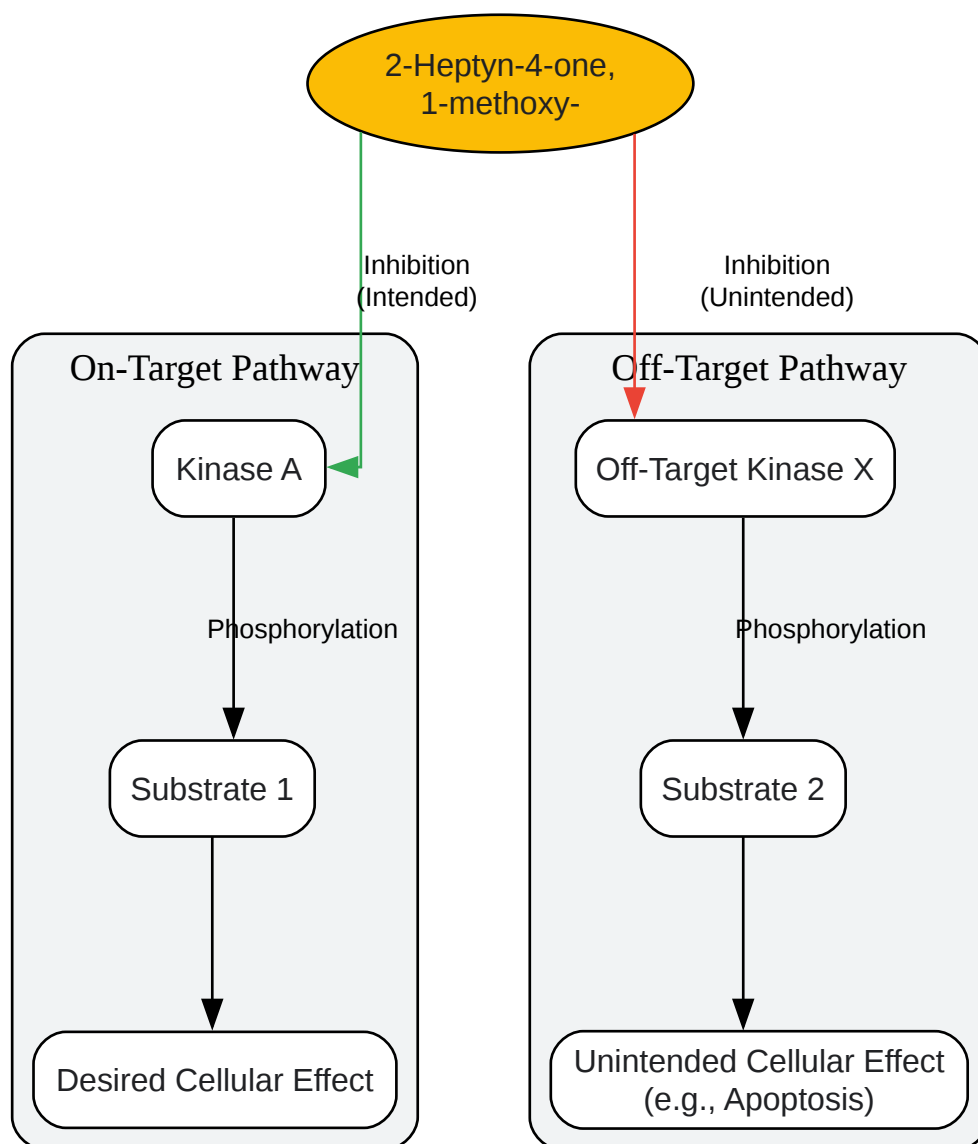 2-Heptyn-4-one,
1-methoxy-
Inhibition
(Intended)
Inhibition
(Unintended)
On-Target Pathway
Off-Target Pathway
Kinase A
Off-Target Kinase X
Phosphorylation
Phosphorylation
Substrate 1
Substrate 2
Desired Cellular Effect
Unintended Cellular Effect
(e.g., Apoptosis)